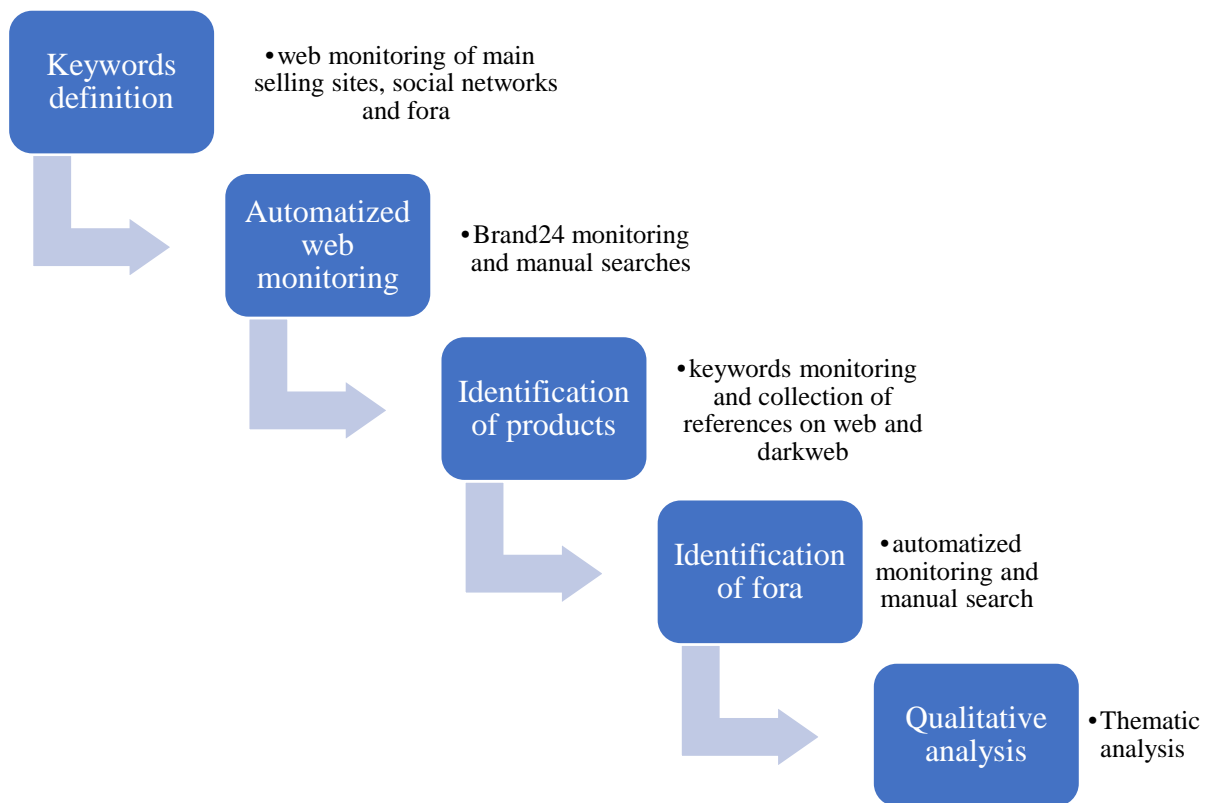 Keywords
definition
•web monitoring of main
selling sites, social networks
and fora
Automatized
web
monitoring
•Brand24 monitoring
and manual searches
Identification
of products
•keywords monitoring
and collection of
references on web and
darkweb
Identification
of fora
•automatized
monitoring and
manual search
Qualitative
analysis
•Thematic
analysis